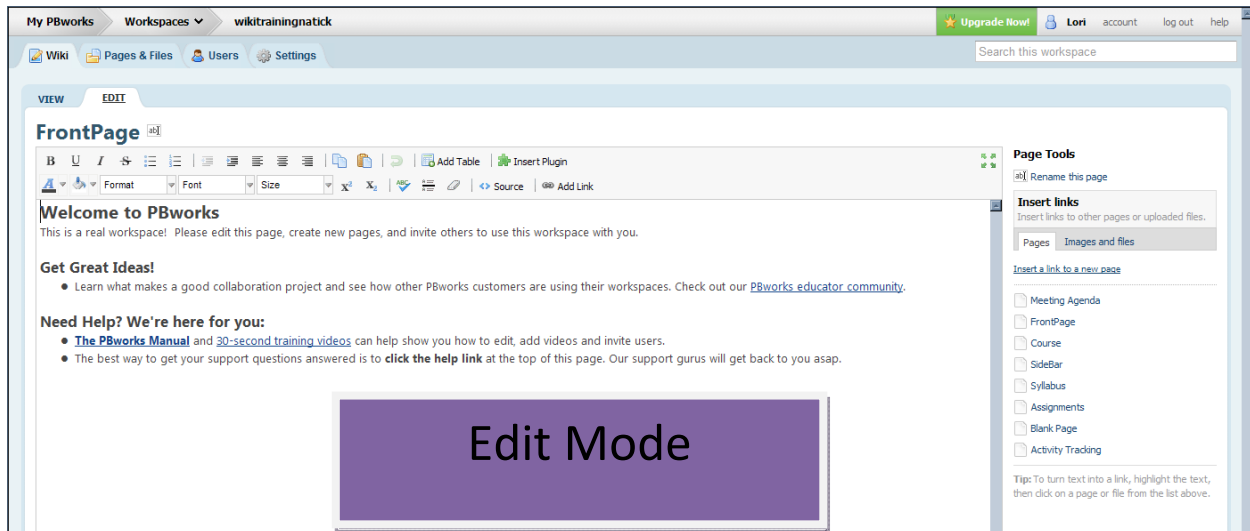 My PBworks Workspaces wikitrainingnatick Upgrade Now! Lori account log out help
Wiki Pages & Files Users Settings Search this workspace
VIEW EDIT
FrontPage ab
B U I S Add Table Insert Plugin
A Format Font Size x² X₂ ABC Source Add Link
Welcome to PBworks
This is a real workspace! Please edit this page, create new pages, and invite others to use this workspace with you.
Get Great Ideas!
Learn what makes a good collaboration project and see how other PBworks customers are using their workspaces. Check out our PBworks educator community.
Need Help? We're here for you:
The PBworks Manual and 30-second training videos can help show you how to edit, add videos and invite users.
The best way to get your support questions answered is to click the help link at the top of this page. Our support gurus will get back to you asap.
Edit Mode
Page Tools
ab Rename this page
Insert links
Insert links to other pages or uploaded files.
Pages Images and files
Insert a link to a new page
Meeting Agenda
FrontPage
Course
SideBar
Syllabus
Assignments
Blank Page
Activity Tracking
Tip: To turn text into a link, highlight the text,
then click on a page or file from the list above.